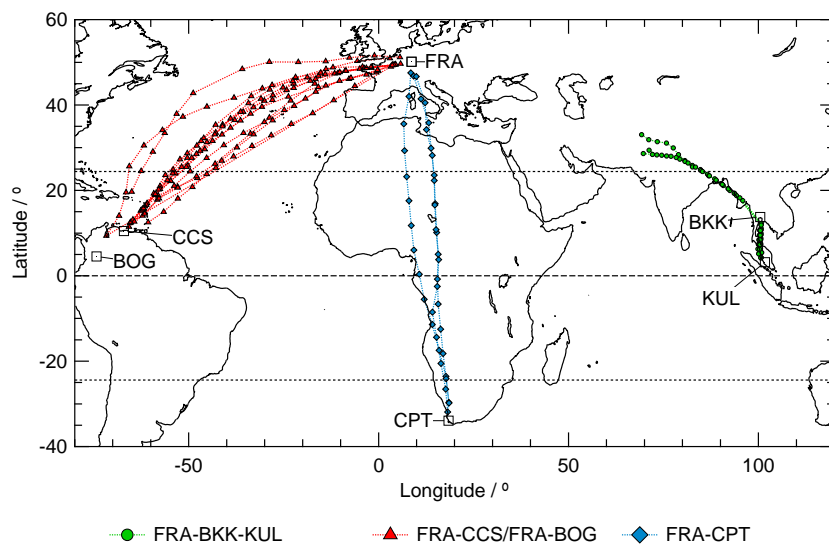 60
40
20
0
-20
-40
Latitude / º
FRA
CCS
BOG
BKK
KUL
CPT
-50
0
50
100
Longitude / º
FRA-BKK-KUL
FRA-CCS/FRA-BOG
FRA-CPT